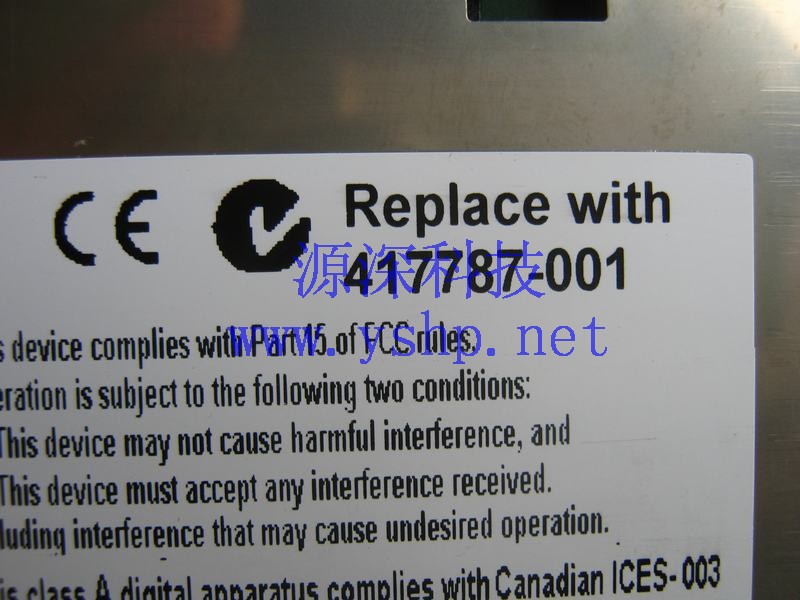 CE
Replace with
417787-001
源深科技
www.yshp.net
s device complies with Part 15 of FCC rules.
eration is subject to the following two conditions:
This device may not cause harmful interference, and
This device must accept any interference received.
luding interference that may cause undesired operation.
is class A digital apparatus complies with Canadian ICES-003